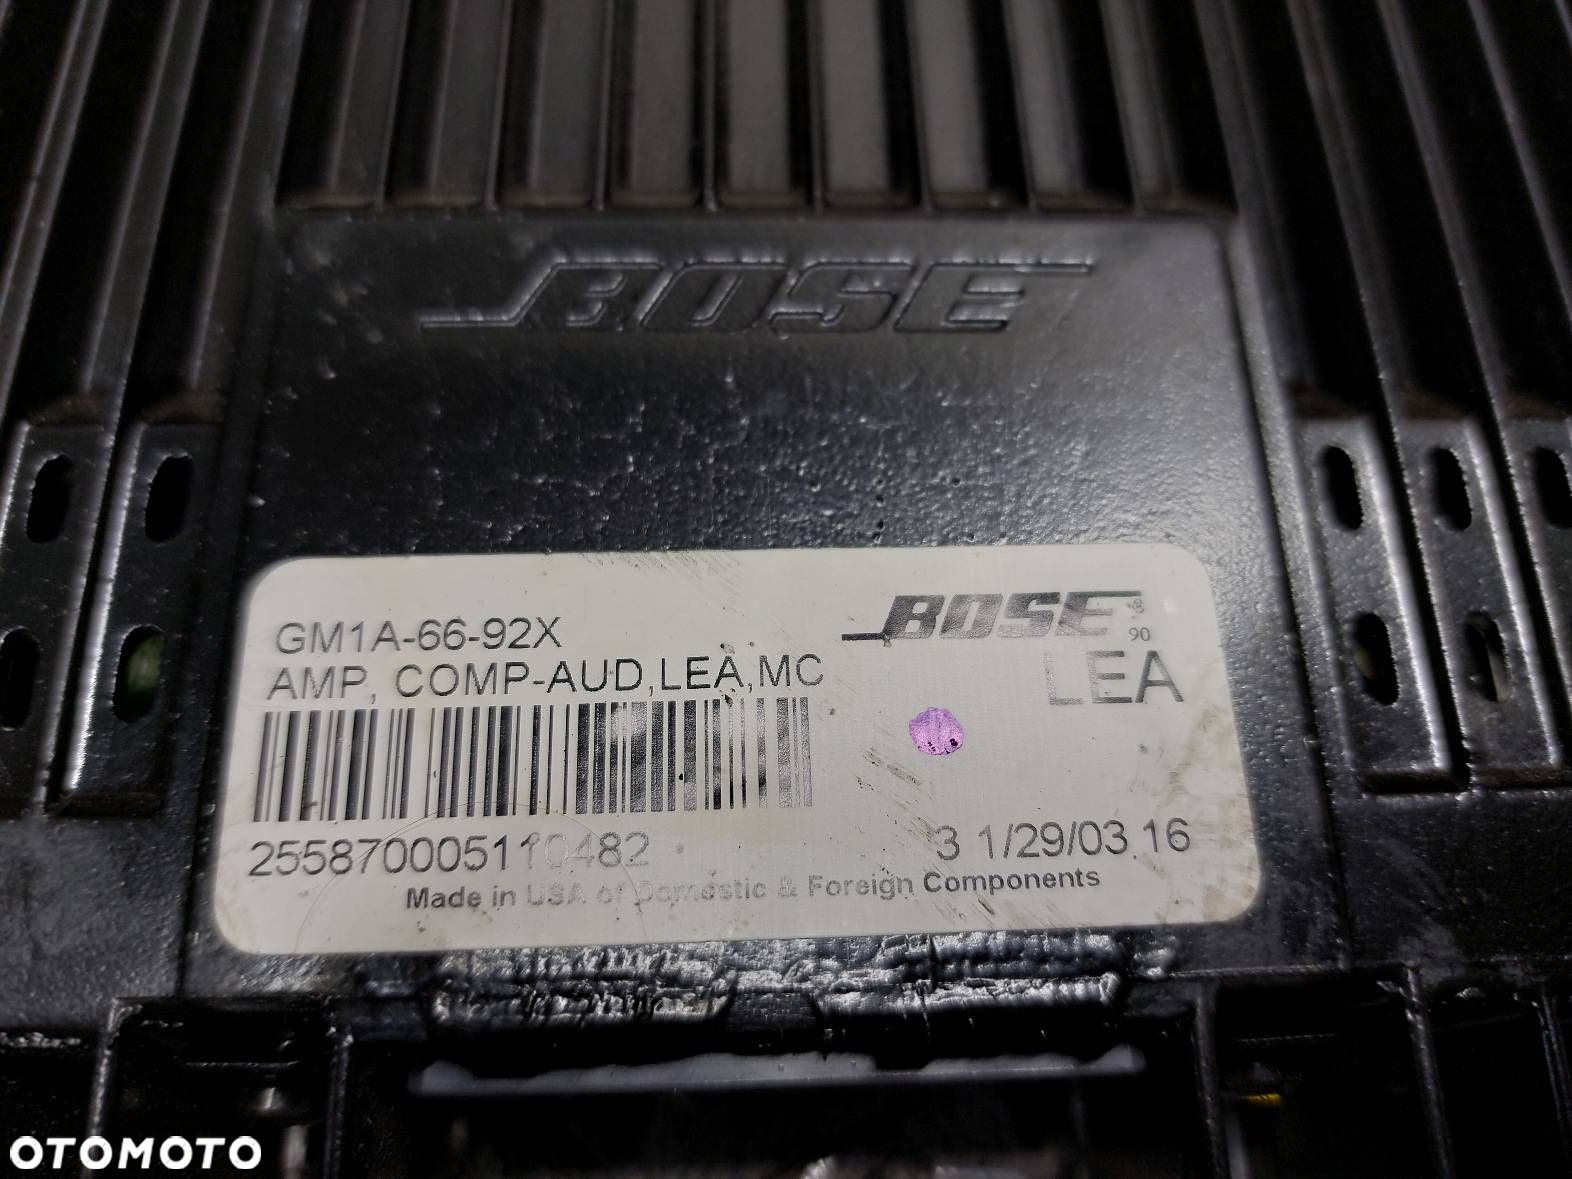 BOSE
GM1A-66-92X
BOSE
90
AMP, COMP-AUD,LEA,MC
LEA
255870005110482
3 1/29/03 16
Made in USA of Domestic & Foreign Components
OTOMOTO